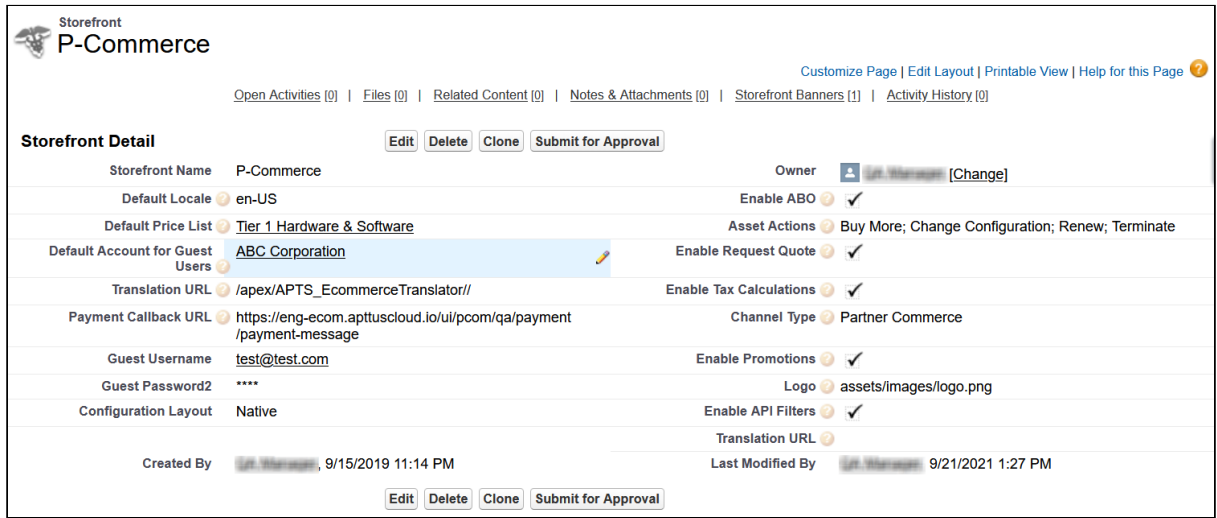 Storefront
P-Commerce
Customize Page | Edit Layout | Printable View | Help for this Page ?
Open Activities [0] | Files [0] | Related Content [0] | Notes & Attachments [0] | Storefront Banners [1] | Activity History [0]
Storefront Detail Edit Delete Clone Submit for Approval
Storefront Name P-Commerce Owner [Change]
Default Locale ? en-US Enable ABO ?
Default Price List ? Tier 1 Hardware & Software Asset Actions ? Buy More; Change Configuration; Renew; Terminate
Default Account for Guest Users ? ABC Corporation Enable Request Quote ?
Translation URL ? /apex/APTS_EcommerceTranslator// Enable Tax Calculations ?
Payment Callback URL ? https://eng-ecom.apttuscloud.io/ui/pcom/qa/payment Channel Type ? Partner Commerce
/payment-message
Guest Username test@test.com Enable Promotions ?
Guest Password2 **** Logo ? assets/images/logo.png
Configuration Layout Native Enable API Filters ?
Translation URL ?
Created By , 9/15/2019 11:14 PM Last Modified By 9/21/2021 1:27 PM
Edit Delete Clone Submit for Approval